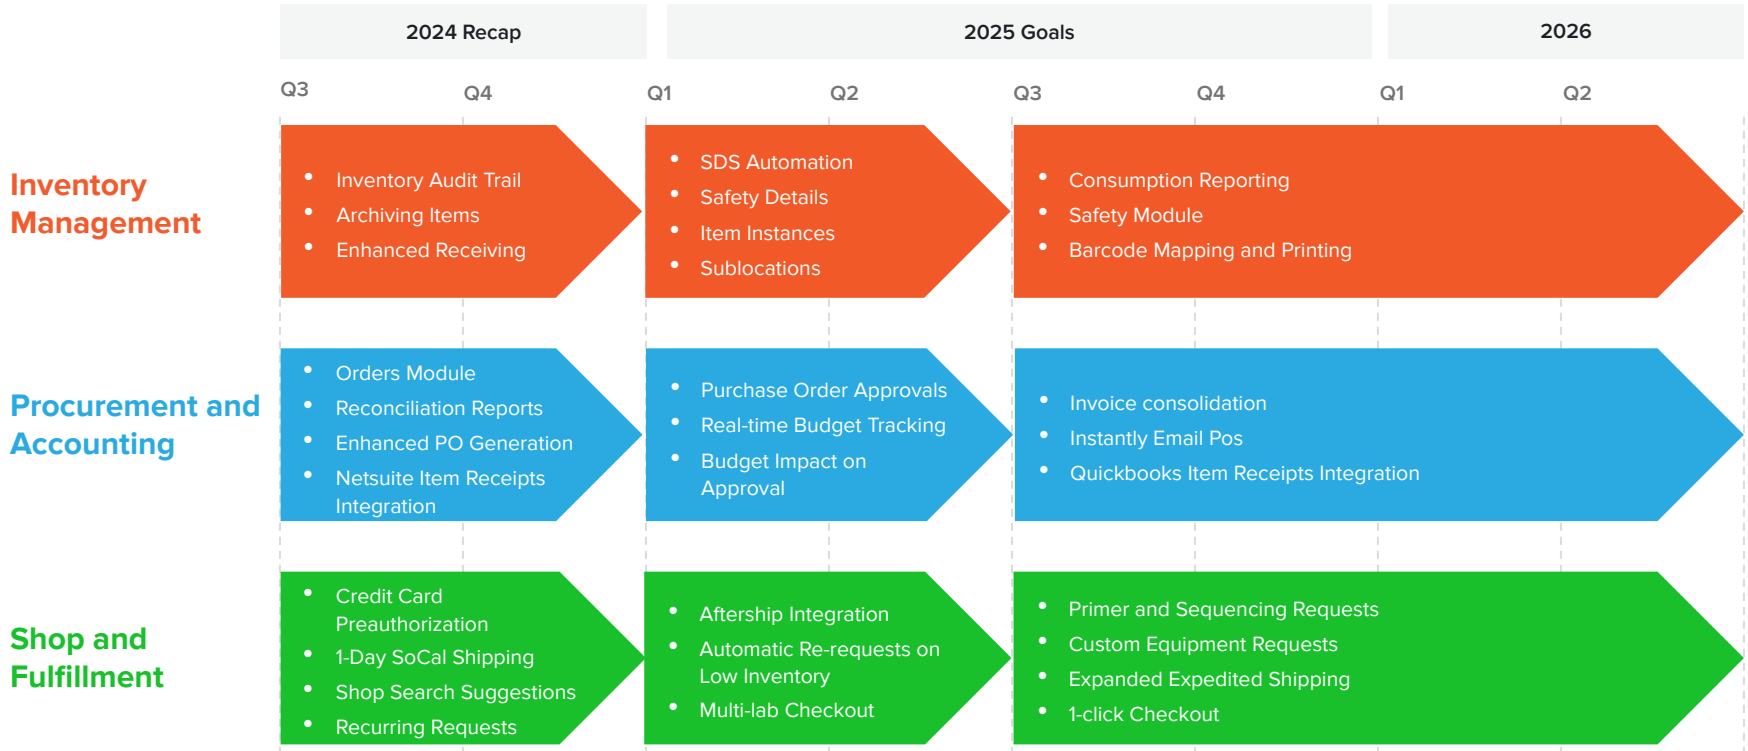 2024 Recap
2025 Goals
2026
Q3
Q4
Q1
Q2
Q3
Q4
Q1
Q2
Inventory
Management
• Inventory Audit Trail
• Archiving Items
• Enhanced Receiving
• SDS Automation
• Safety Details
• Item Instances
• Sublocations
• Consumption Reporting
• Safety Module
• Barcode Mapping and Printing
Procurement and
Accounting
• Orders Module
• Reconciliation Reports
• Enhanced PO Generation
• Netsuite Item Receipts
Integration
• Purchase Order Approvals
• Real-time Budget Tracking
• Budget Impact on
Approval
• Invoice consolidation
• Instantly Email Pos
• Quickbooks Item Receipts Integration
Shop and
Fulfillment
• Credit Card
Preauthorization
• 1-Day SoCal Shipping
• Shop Search Suggestions
• Recurring Requests
• Aftership Integration
• Automatic Re-requests on
Low Inventory
• Multi-lab Checkout
• Primer and Sequencing Requests
• Custom Equipment Requests
• Expanded Expedited Shipping
• 1-click Checkout